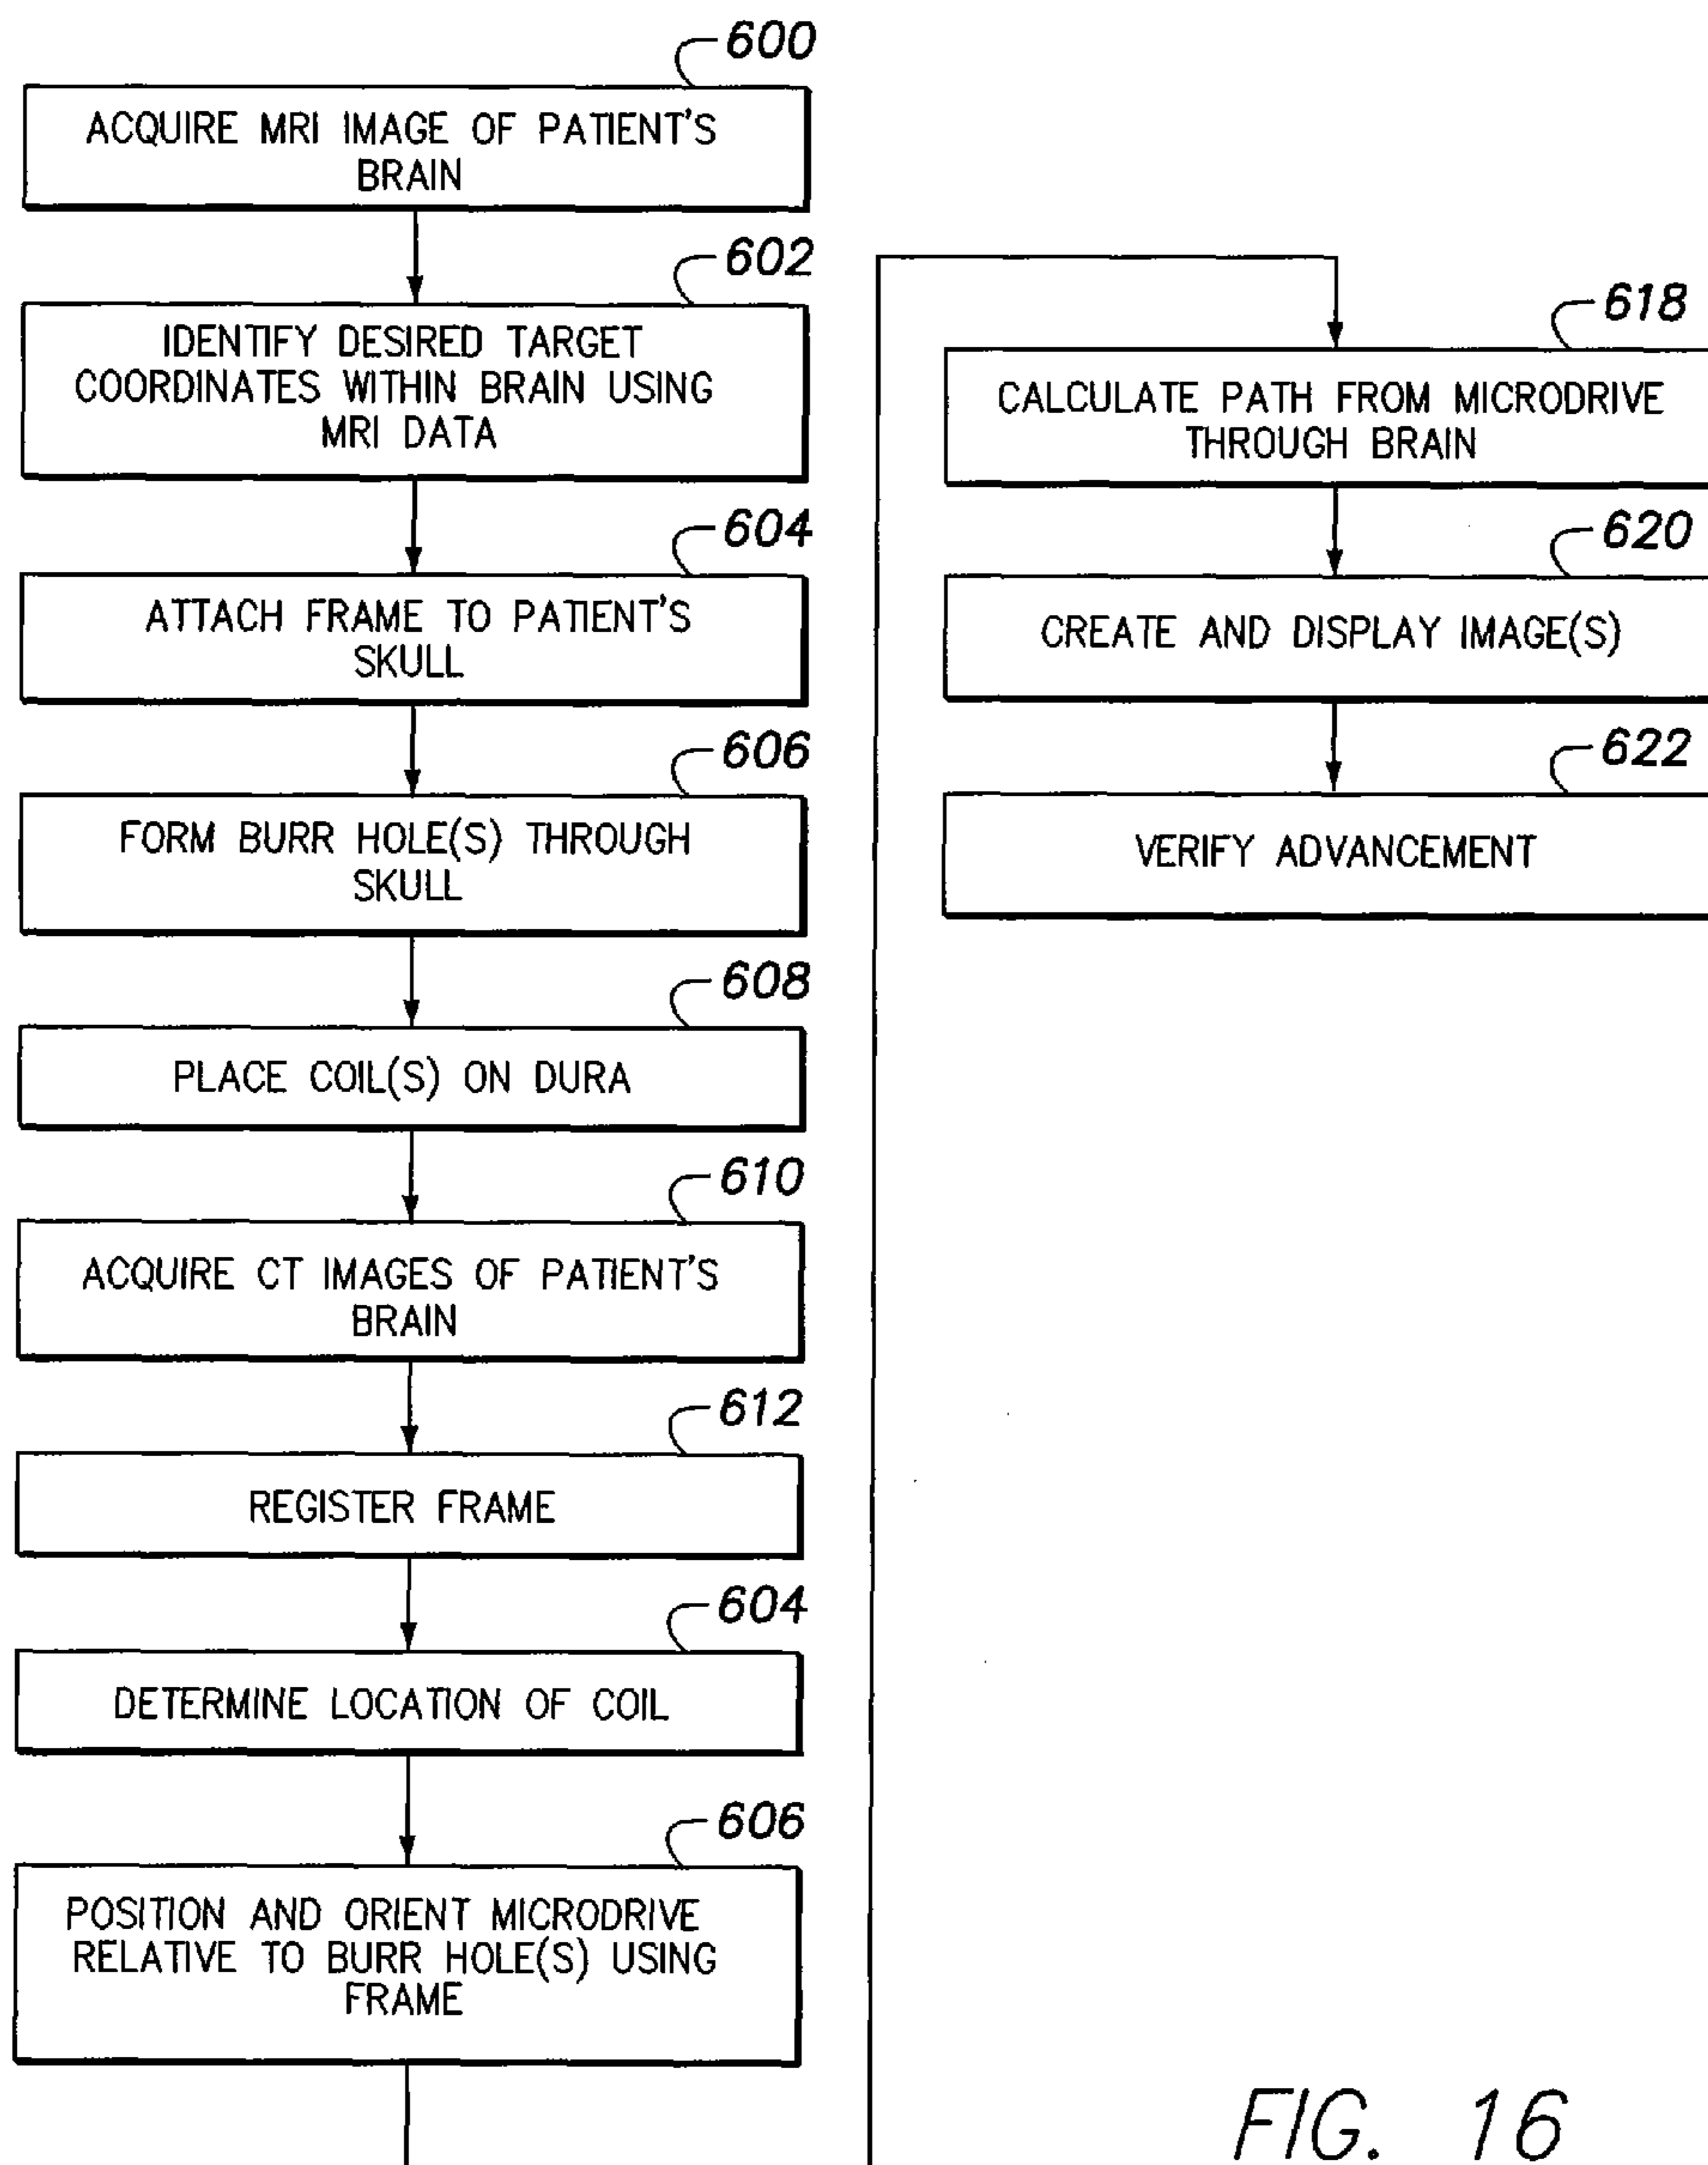 600
ACQUIRE MRI IMAGE OF PATIENT'S
BRAIN
602
IDENTIFY DESIRED TARGET
COORDINATES WITHIN BRAIN USING
MRI DATA
604
ATTACH FRAME TO PATIENT'S
SKULL
606
FORM BURR HOLE(S) THROUGH
SKULL
608
PLACE COIL(S) ON DURA
610
ACQUIRE CT IMAGES OF PATIENT'S
BRAIN
612
REGISTER FRAME
604
DETERMINE LOCATION OF COIL
606
POSITION AND ORIENT MICRODRIVE
RELATIVE TO BURR HOLE(S) USING
FRAME
618
CALCULATE PATH FROM MICRODRIVE
THROUGH BRAIN
620
CREATE AND DISPLAY IMAGE(S)
622
VERIFY ADVANCEMENT
FIG. 16